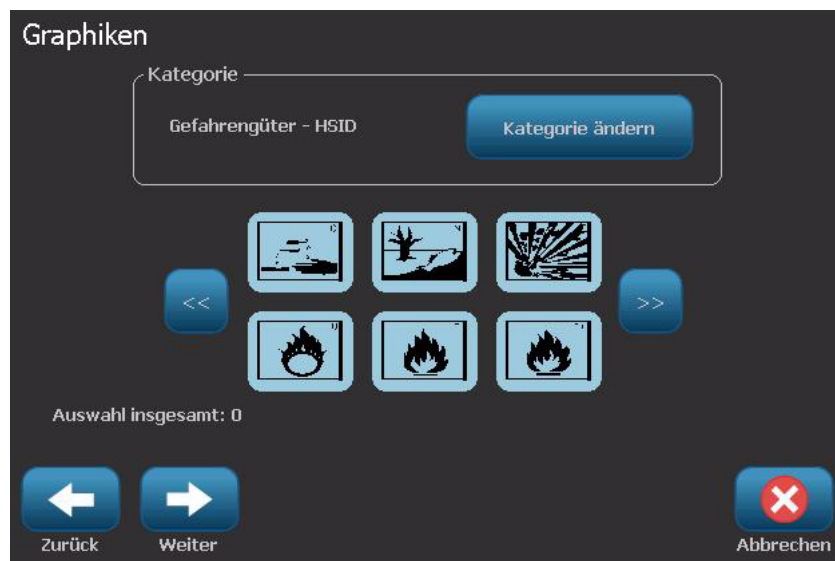 Graphiken
Kategorie
Gefahrengüter - HSID
Kategorie ändern
C
N
<<
>>
O
Auswahl insgesamt: 0
Zurück
Weiter
Abbrechen